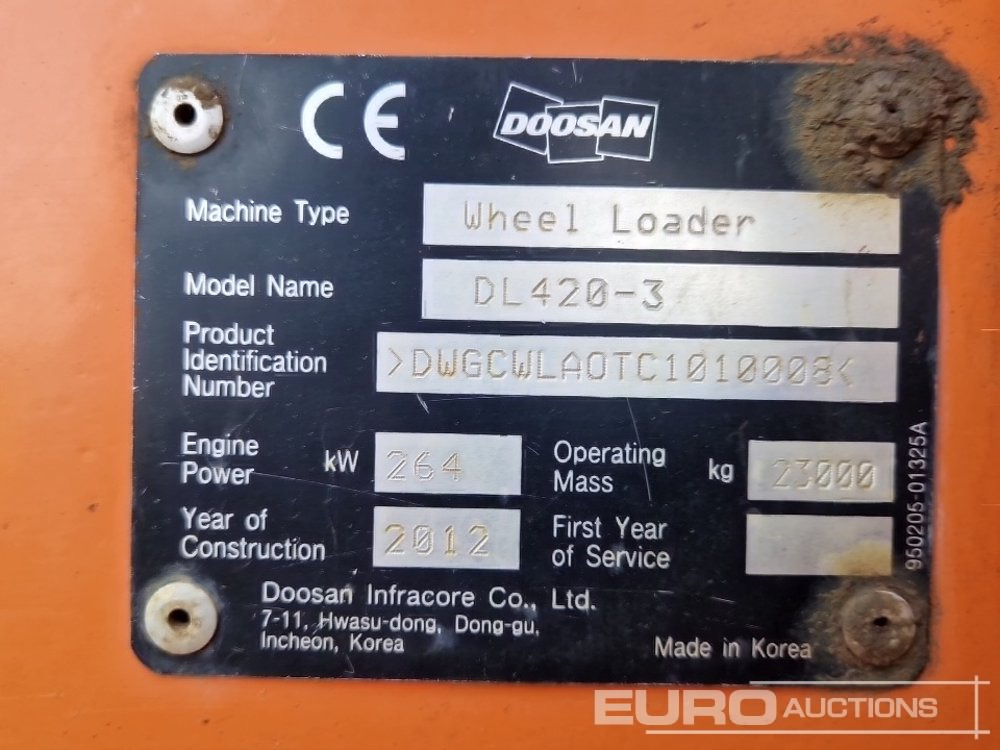 CE DOOSAN
Machine Type Wheel Loader
Model Name DL420-3
Product
Identification
Number >DWGCWLAOTC1010008<
Engine
Power kW 264
Operating
Mass kg 23000
Year of
Construction 2012
First Year
of Service
Doosan Infracore Co., Ltd.
7-11, Hwasu-dong, Dong-gu,
Incheon, Korea
Made in Korea
950205-01325A
EURO AUCTIONS